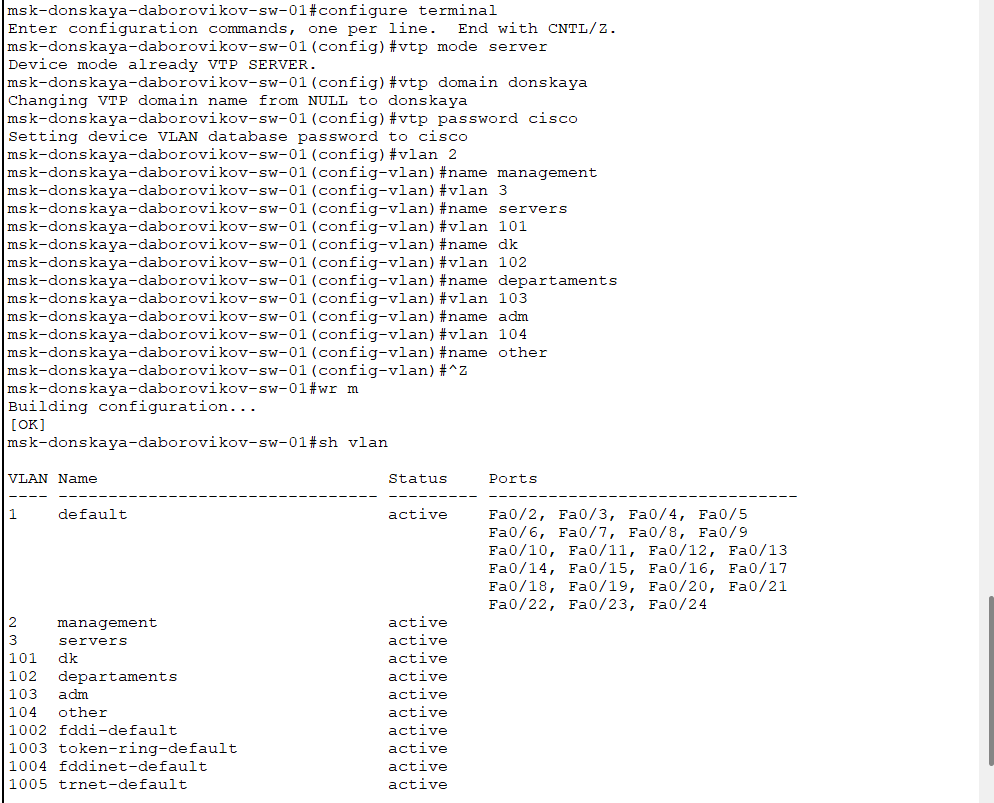 msk-donskaya-daborovikov-sw-01#configure terminal
Enter configuration commands, one per line.  End with CNTL/Z.
msk-donskaya-daborovikov-sw-01(config)#vtp mode server
Device mode already VTP SERVER.
msk-donskaya-daborovikov-sw-01(config)#vtp domain donskaya
Changing VTP domain name from NULL to donskaya
msk-donskaya-daborovikov-sw-01(config)#vtp password cisco
Setting device VLAN database password to cisco
msk-donskaya-daborovikov-sw-01(config)#vlan 2
msk-donskaya-daborovikov-sw-01(config-vlan)#name management
msk-donskaya-daborovikov-sw-01(config-vlan)#vlan 3
msk-donskaya-daborovikov-sw-01(config-vlan)#name servers
msk-donskaya-daborovikov-sw-01(config-vlan)#vlan 101
msk-donskaya-daborovikov-sw-01(config-vlan)#name dk
msk-donskaya-daborovikov-sw-01(config-vlan)#vlan 102
msk-donskaya-daborovikov-sw-01(config-vlan)#name departaments
msk-donskaya-daborovikov-sw-01(config-vlan)#vlan 103
msk-donskaya-daborovikov-sw-01(config-vlan)#name adm
msk-donskaya-daborovikov-sw-01(config-vlan)#vlan 104
msk-donskaya-daborovikov-sw-01(config-vlan)#name other
msk-donskaya-daborovikov-sw-01(config-vlan)#^Z
msk-donskaya-daborovikov-sw-01#wr m
Building configuration...
[OK]
msk-donskaya-daborovikov-sw-01#sh vlan

VLAN Name                             Status    Ports
---- -------------------------------- --------- -------------------------------
1    default                          active    Fa0/2, Fa0/3, Fa0/4, Fa0/5
                                                Fa0/6, Fa0/7, Fa0/8, Fa0/9
                                                Fa0/10, Fa0/11, Fa0/12, Fa0/13
                                                Fa0/14, Fa0/15, Fa0/16, Fa0/17
                                                Fa0/18, Fa0/19, Fa0/20, Fa0/21
                                                Fa0/22, Fa0/23, Fa0/24
2    management                       active
3    servers                          active
101  dk                               active
102  departaments                     active
103  adm                              active
104  other                            active
1002 fddi-default                     active
1003 token-ring-default               active
1004 fddinet-default                  active
1005 trnet-default                    active